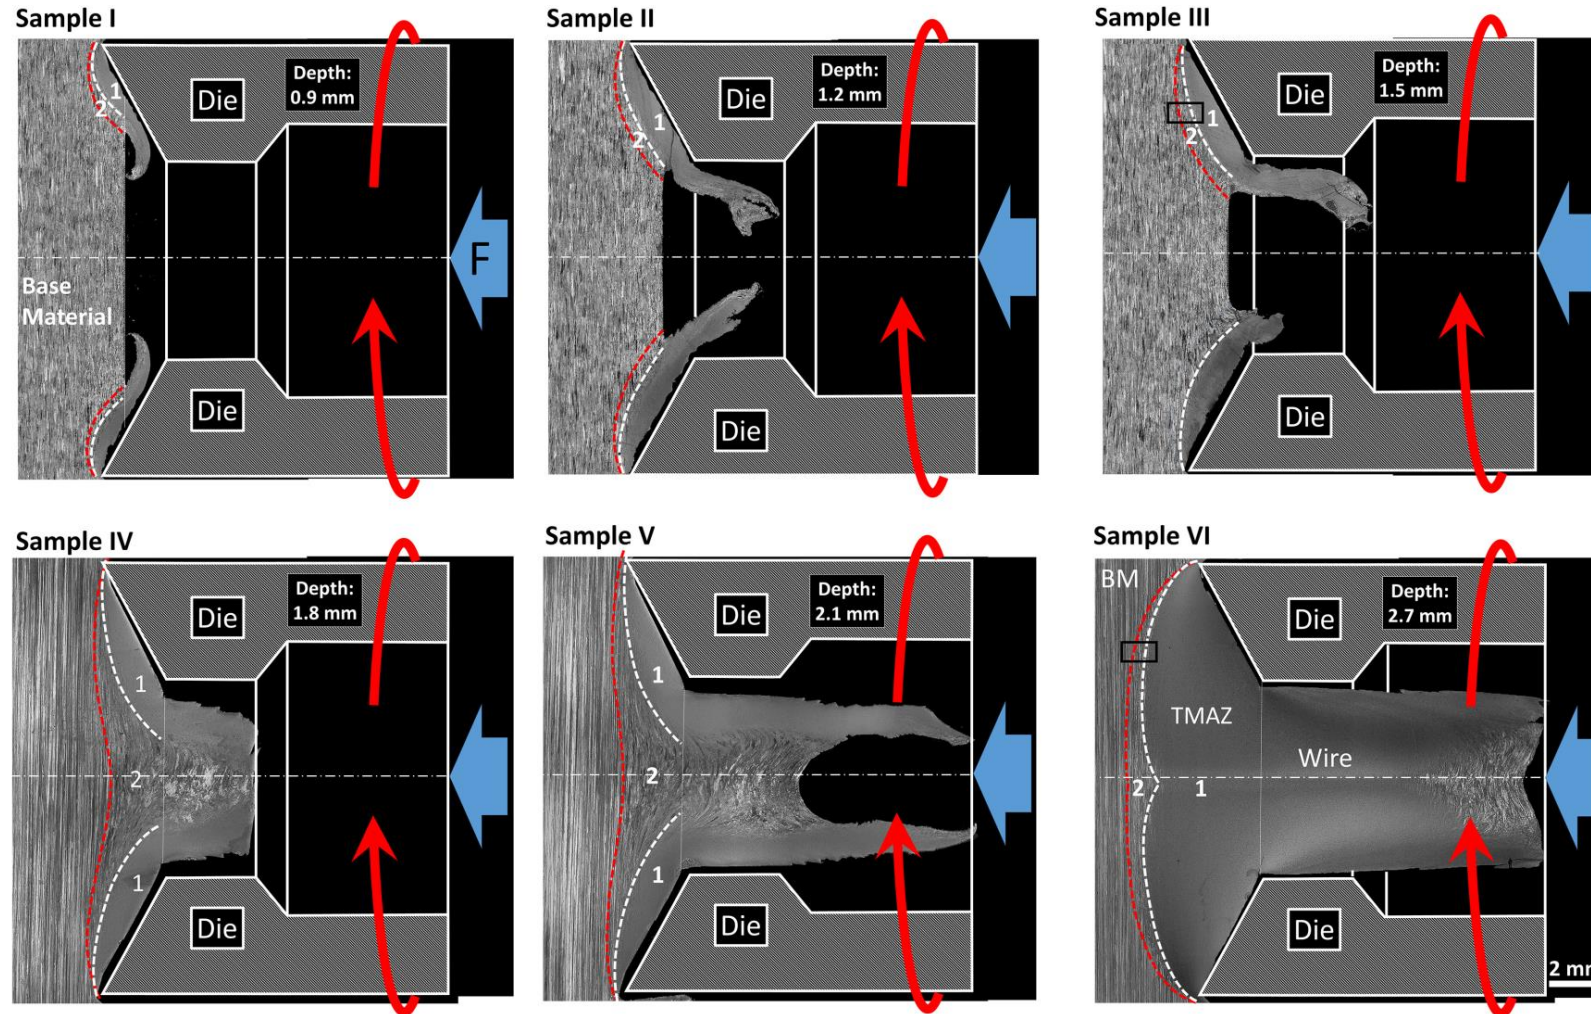 Sample I
Depth:
0.9 mm
Die
1
2
F
Base
Material
Die
Sample II
Depth:
1.2 mm
Die
1
2
Die
Sample III
Depth:
1.5 mm
Die
1
2
Die
Sample IV
Depth:
1.8 mm
Die
1
2
1
Die
Sample V
Depth:
2.1 mm
Die
1
2
1
Die
Sample VI
BM
Depth:
2.7 mm
Die
TMAZ
Wire
2 1
Die
2 mm